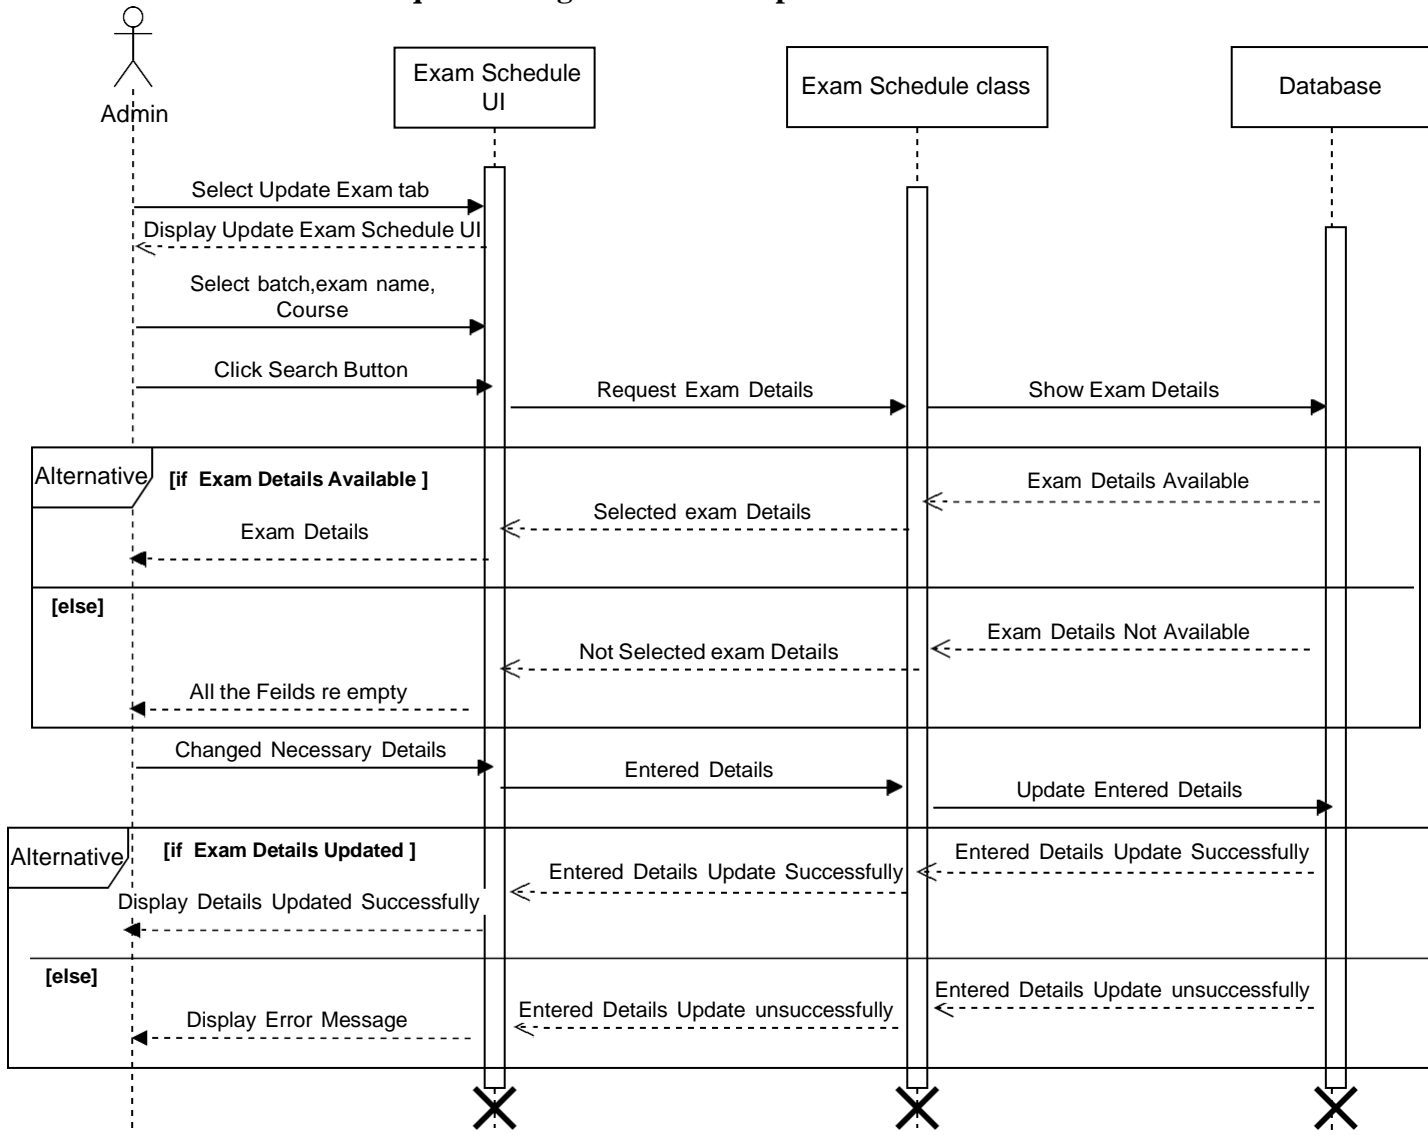 Admin
Exam Schedule
UI
Exam Schedule class
Database
Select Update Exam tab
Display Update Exam Schedule UI
Select batch,exam name,
Course
Click Search Button
Request Exam Details
Show Exam Details
Alternative
[if Exam Details Available ]
Exam Details Available
Selected exam Details
Exam Details
[else]
Exam Details Not Available
Not Selected exam Details
All the Feilds re empty
Changed Necessary Details
Entered Details
Update Entered Details
Alternative
[if Exam Details Updated ]
Entered Details Update Successfully
Entered Details Update Successfully
Display Details Updated Successfully
[else]
Entered Details Update unsuccessfully
Entered Details Update unsuccessfully
Display Error Message